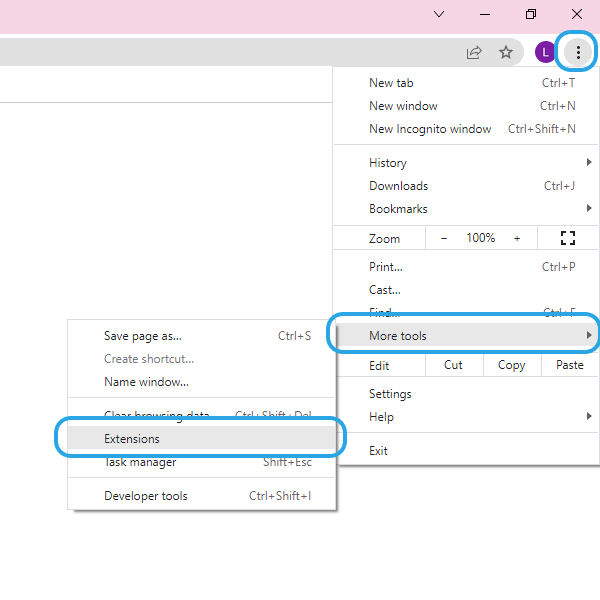 L
New tab Ctrl+T
New window Ctrl+N
New Incognito window Ctrl+Shift+N
History
Downloads Ctrl+J
Bookmarks
Zoom − 100% +
Print... Ctrl+P
Cast...
Find... Ctrl+F
More tools
Edit Cut Copy Paste
Settings
Help
Exit
Save page as... Ctrl+S
Create shortcut...
Name window...
Clear browsing data... Ctrl+Shift+Del
Extensions
Task manager Shift+Esc
Developer tools Ctrl+Shift+I